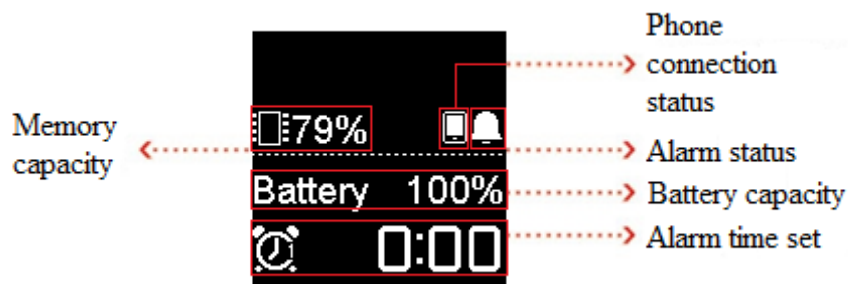 Phone
connection
status
Memory
capacity
79%
Alarm status
Battery 100%
Battery capacity
0:00
Alarm time set